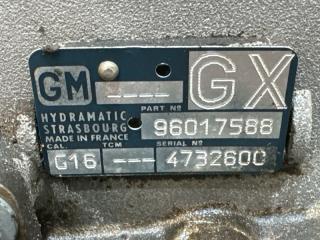 GM ---- GX
PART Nº
HYDRAMATIC
STRASBOURG 96017588
MADE IN FRANCE
CAL. TCM SERIAL Nº
G16 --- 4732600